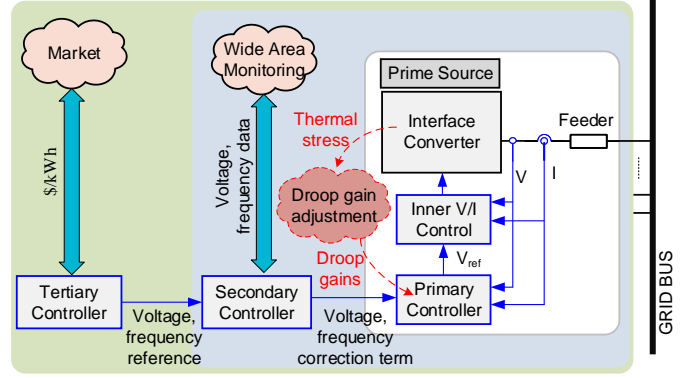 Market
Wide Area
Monitoring
Prime Source
Interface
Converter
Feeder
Thermal
stress
$/kWh
Voltage,
frequency data
Droop gain
adjustment
V
I
Inner V/I
Control
Droop
gains
Vref
Tertiary
Controller
Secondary
Controller
Primary
Controller
Voltage,
frequency
reference
Voltage,
frequency
correction term
GRID BUS